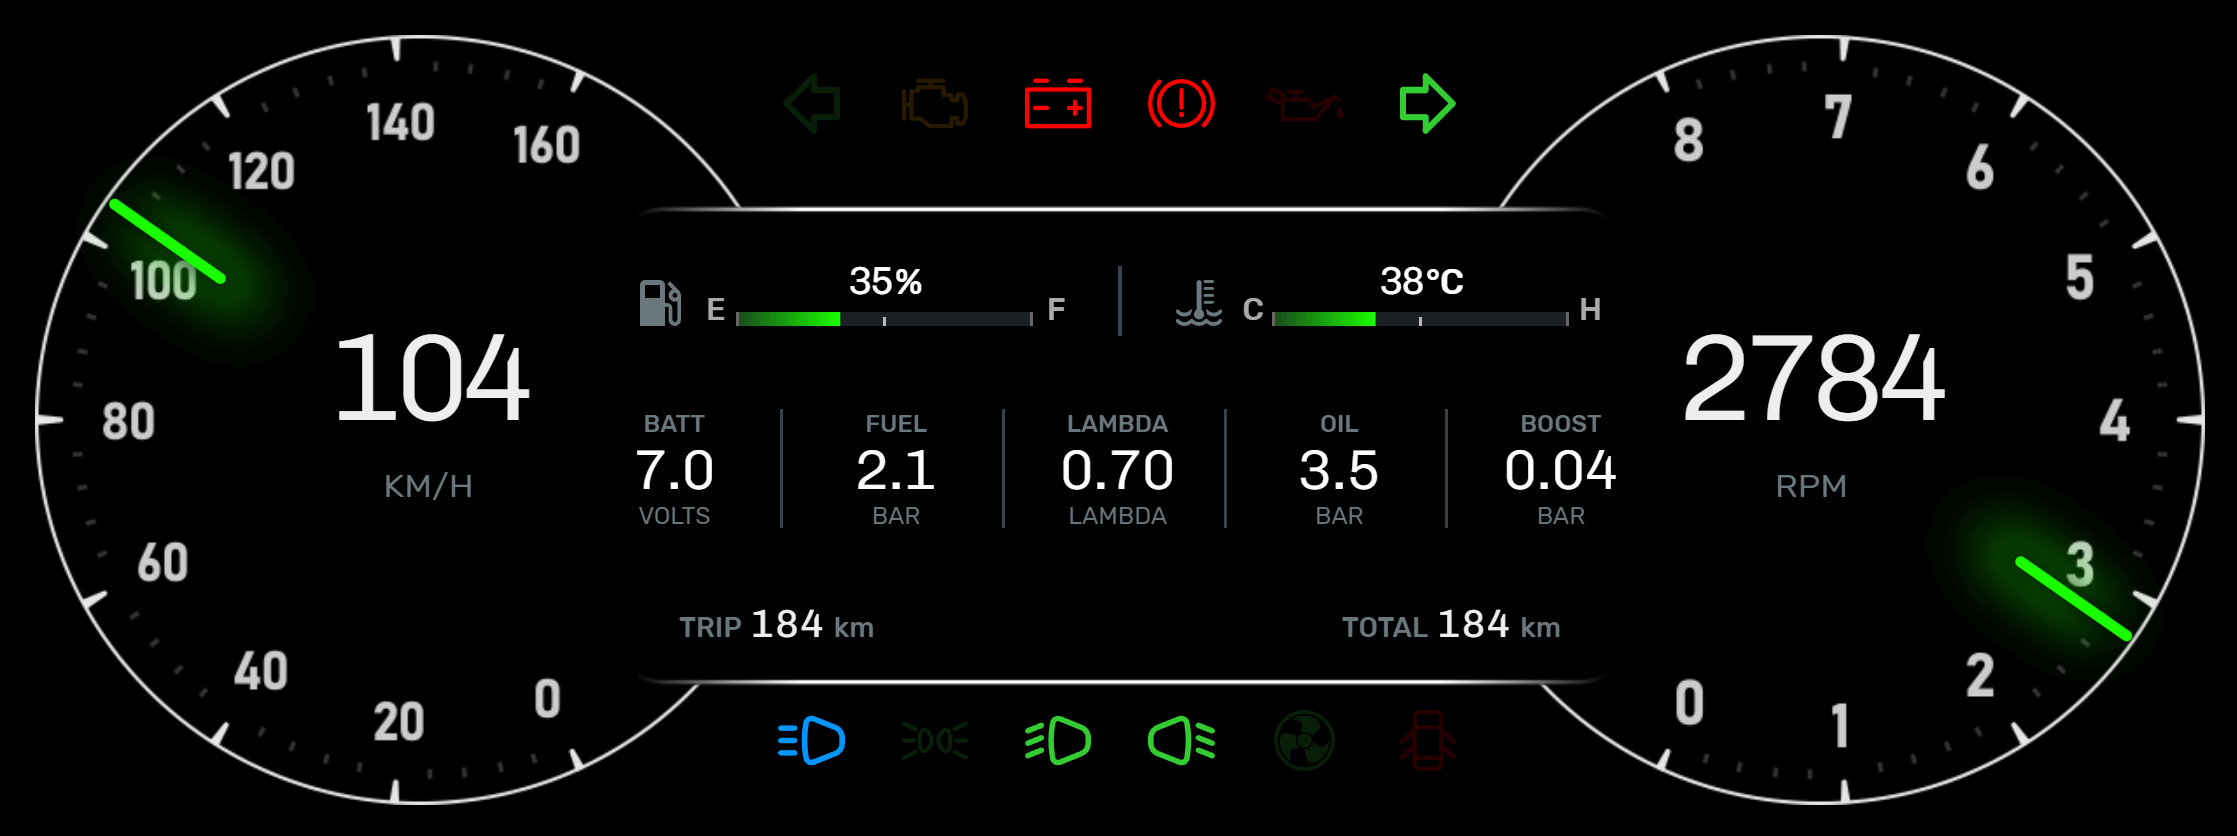 140
160
120
100
80
60
40
20
0
104
KM/H
35%
E
F
38°C
C
H
BATT
7.0
VOLTS
FUEL
2.1
BAR
LAMBDA
0.70
LAMBDA
OIL
3.5
BAR
BOOST
0.04
BAR
TRIP 184 km
TOTAL 184 km
8
7
6
5
4
3
2
1
0
2784
RPM